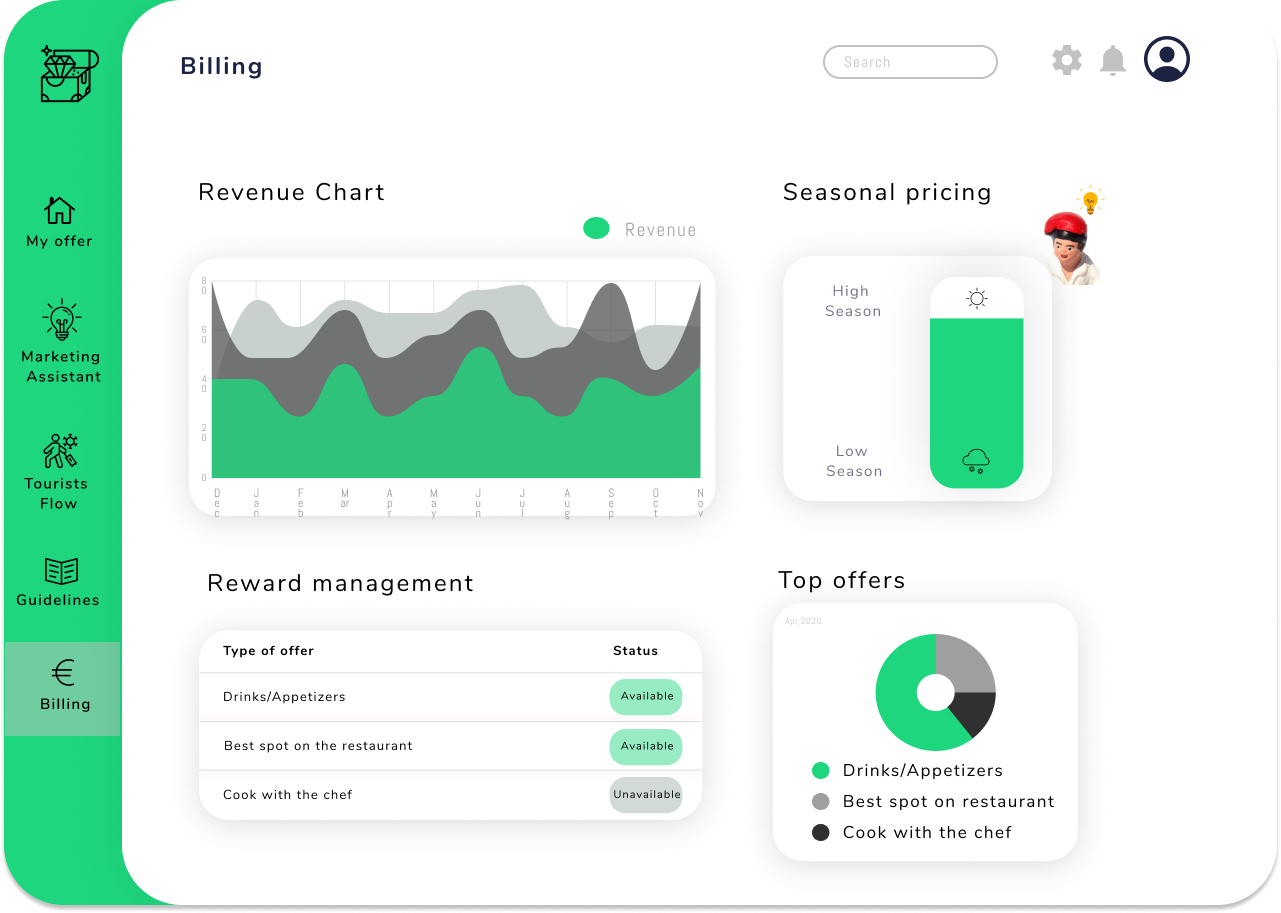 Billing
Search
My offer
Marketing
Assistant
Tourists
Flow
Guidelines
Billing
Revenue Chart
Revenue
80
60
40
20
0
Dec Jan Feb Mar Apr May Jun Jul Aug Sep Oct Nov
Seasonal pricing
High
Season
Low
Season
Reward management
Type of offer Status
Drinks/Appetizers Available
Best spot on the restaurant Available
Cook with the chef Unavailable
Top offers
Apr,2020
Drinks/Appetizers
Best spot on restaurant
Cook with the chef